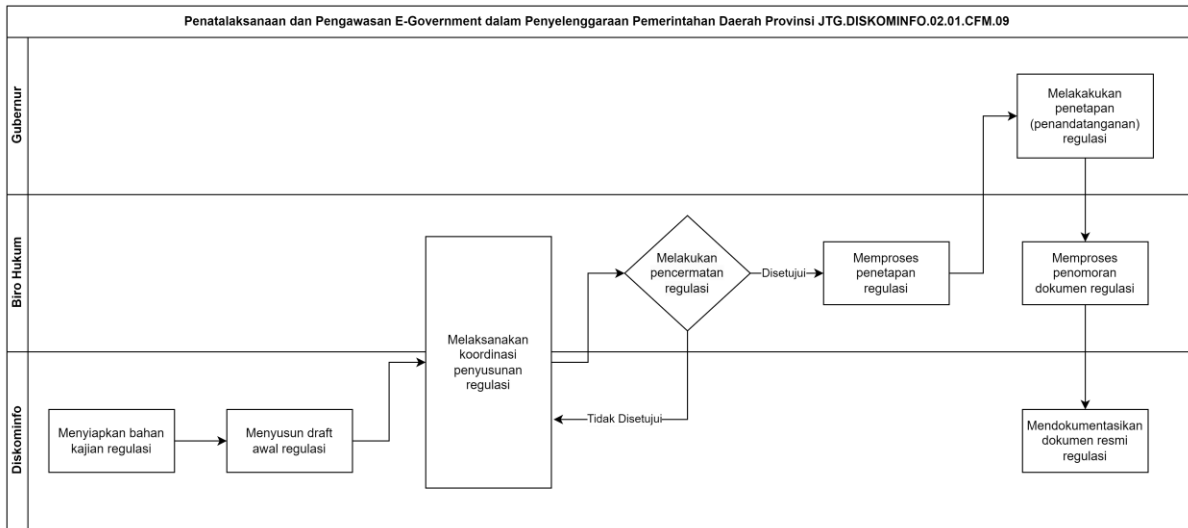 Penatalaksanaan dan Pengawasan E-Government dalam Penyelenggaraan Pemerintahan Daerah Provinsi JTG.DISKOMINFO.02.01.CFM.09
Gubernur
Melakakukan
penetapan
(penandatanganan)
regulasi
Biro Hukum
Melaksanakan
koordinasi
penyusunan
regulasi
Melakukan
pencermatan
regulasi
Disetujui
Memproses
penetapan
regulasi
Memproses
penomoran
dokumen regulasi
Tidak Disetujui
Diskominfo
Menyiapkan bahan
kajian regulasi
Menyusun draft
awal regulasi
Mendokumentasikan
dokumen resmi
regulasi